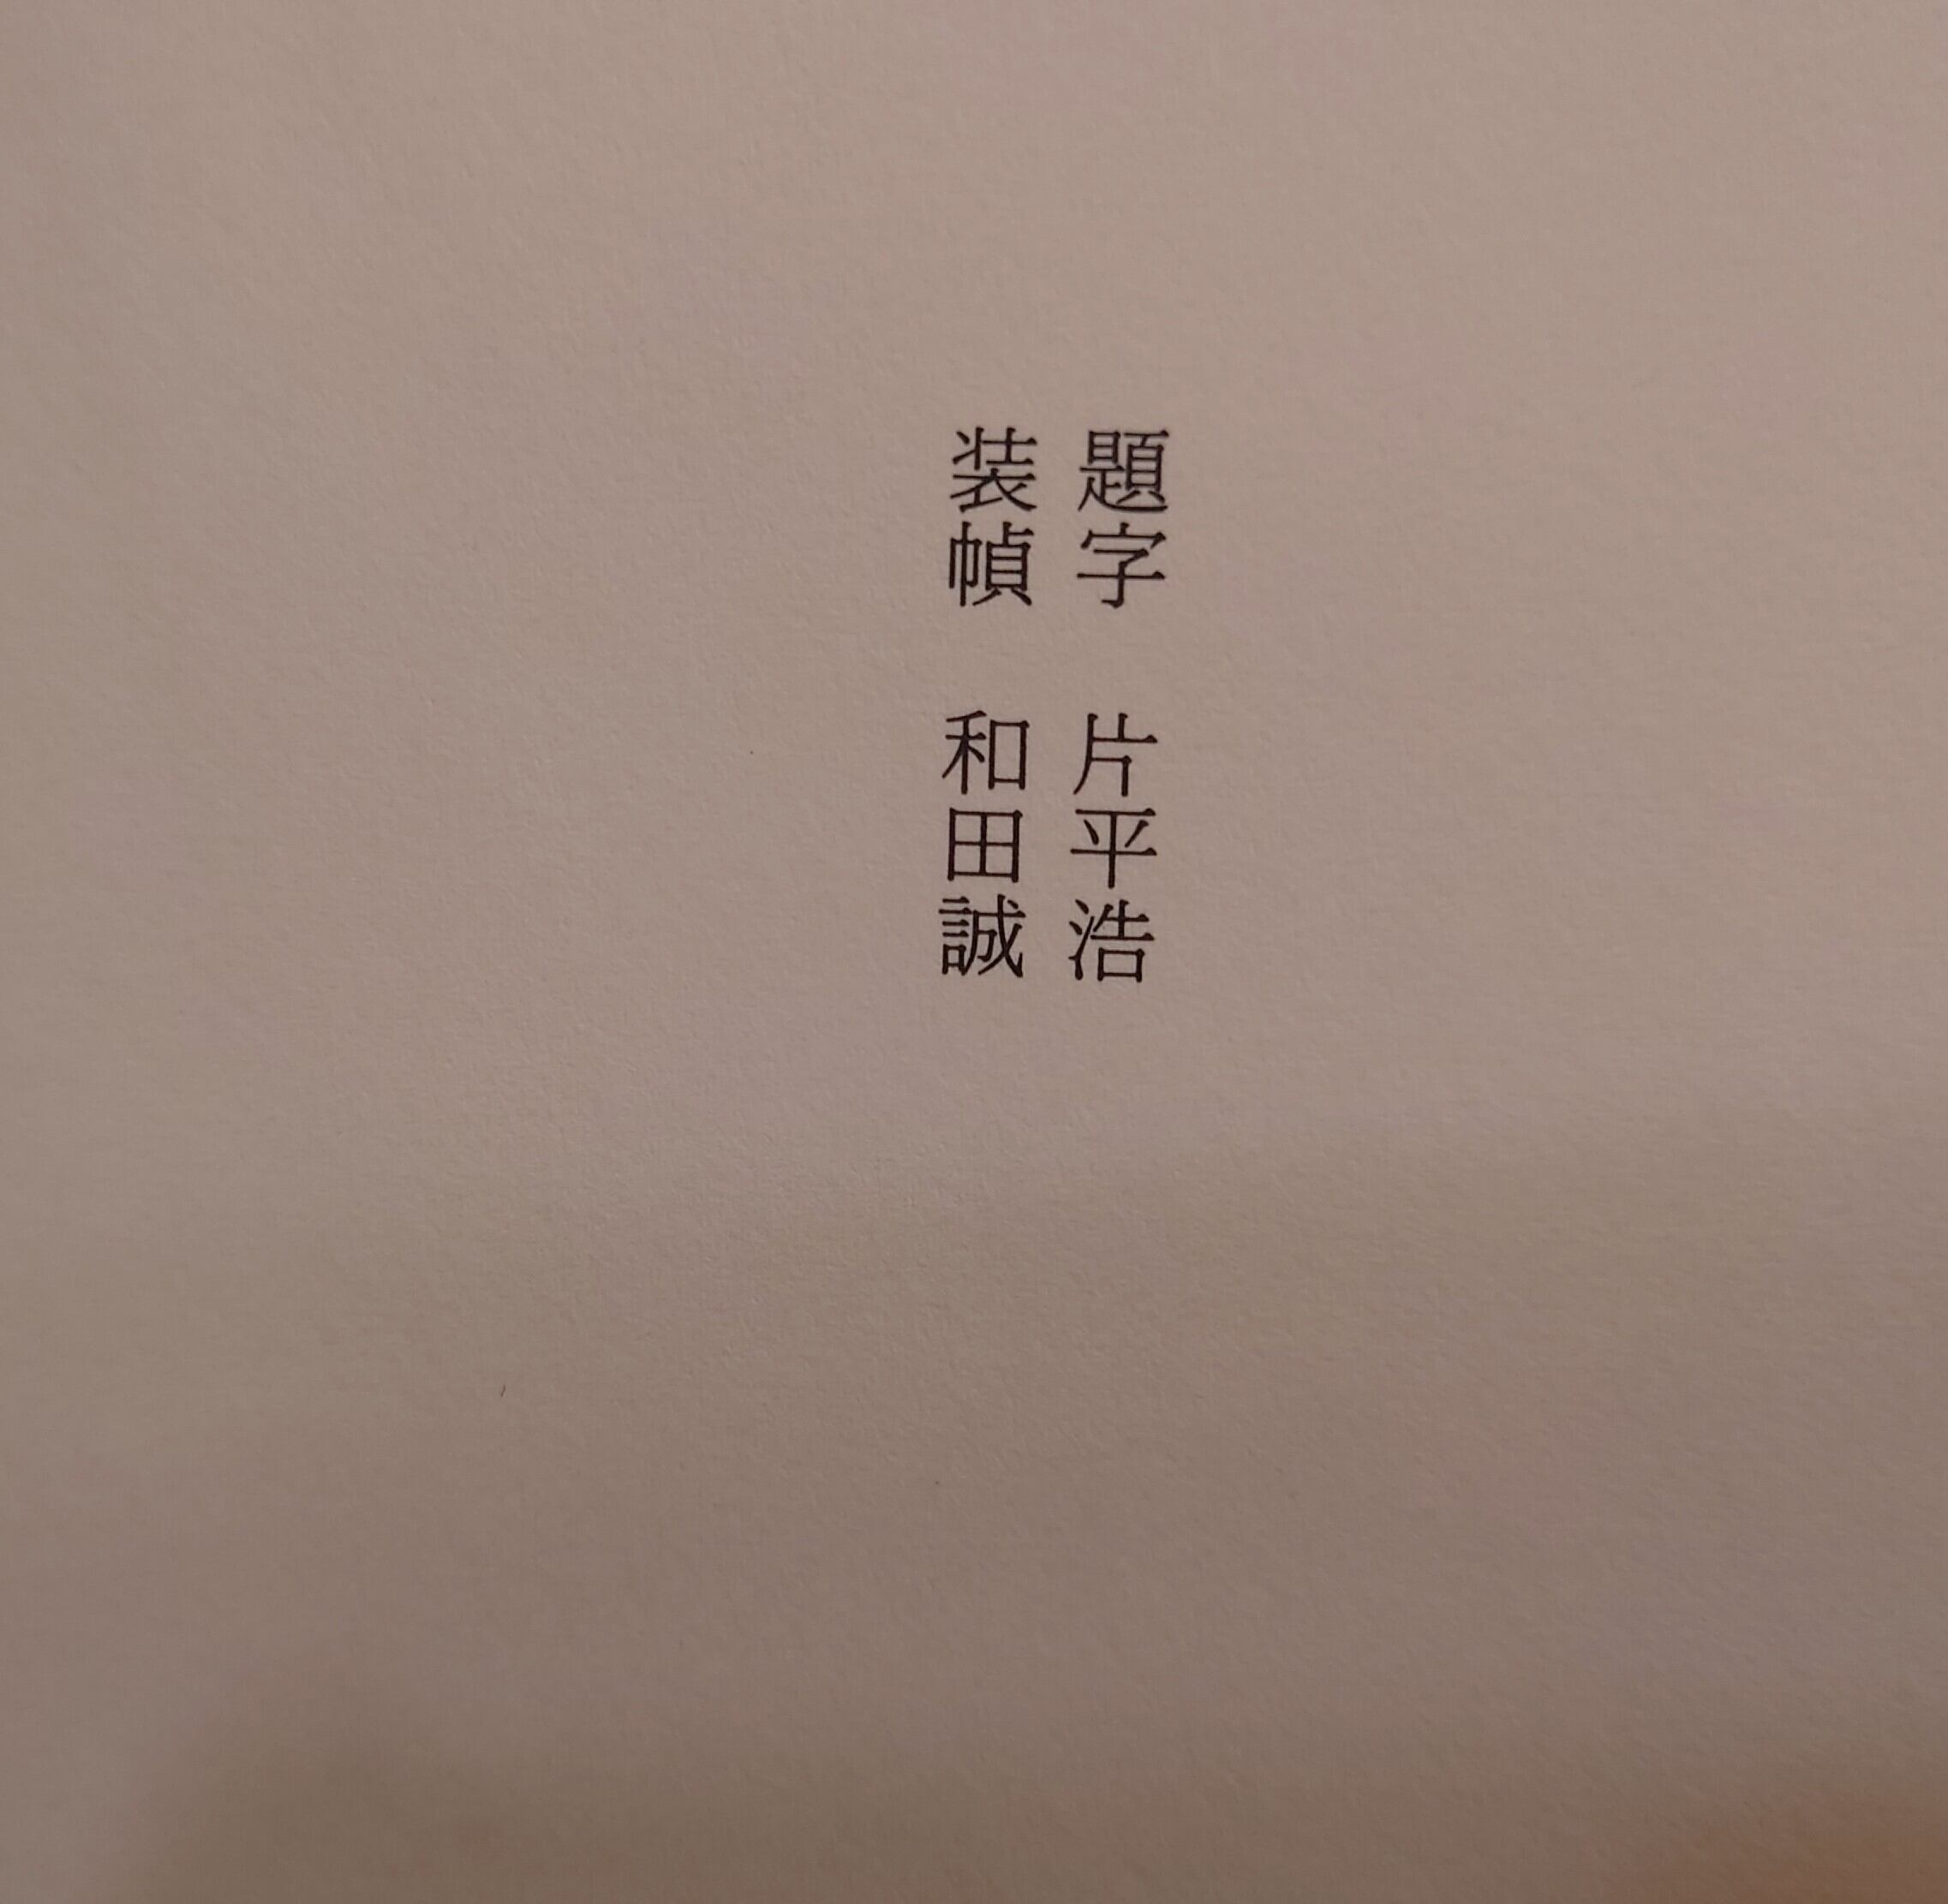 題字　片平浩
装幀　和田誠